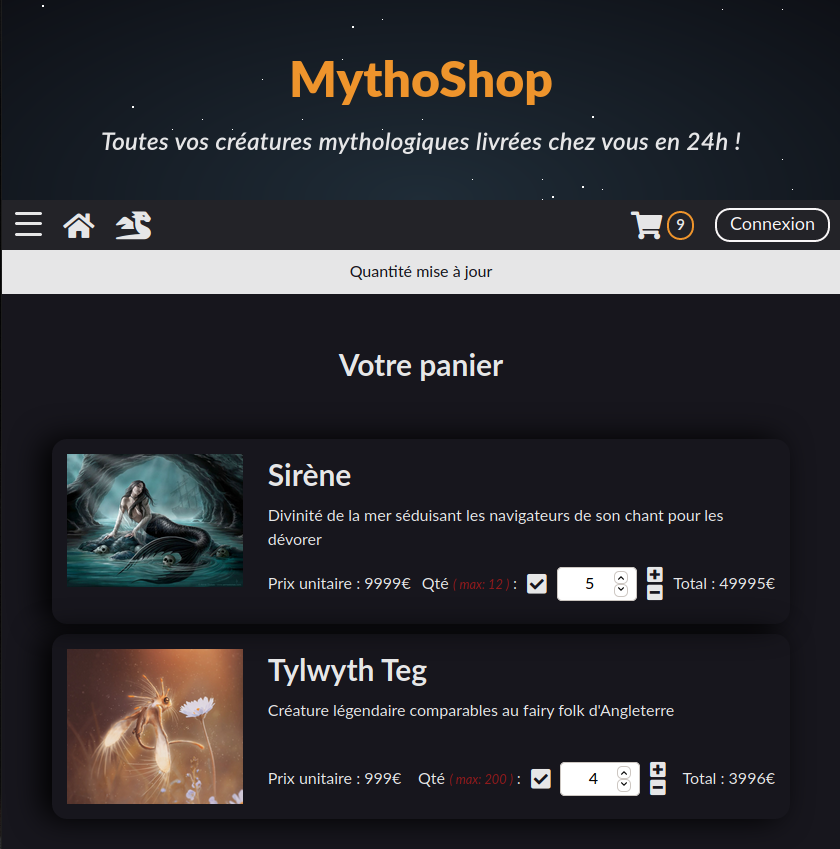 MythoShop
Toutes vos créatures mythologiques livrées chez vous en 24h !
9 Connexion
Quantité mise à jour
Votre panier
Sirène
Divinité de la mer séduisant les navigateurs de son chant pour les
dévorer
Prix unitaire : 9999€ Qté ( max: 12 ) : 5 Total : 49995€
Tylwyth Teg
Créature légendaire comparables au fairy folk d'Angleterre
Prix unitaire : 999€ Qté ( max: 200 ) : 4 Total : 3996€